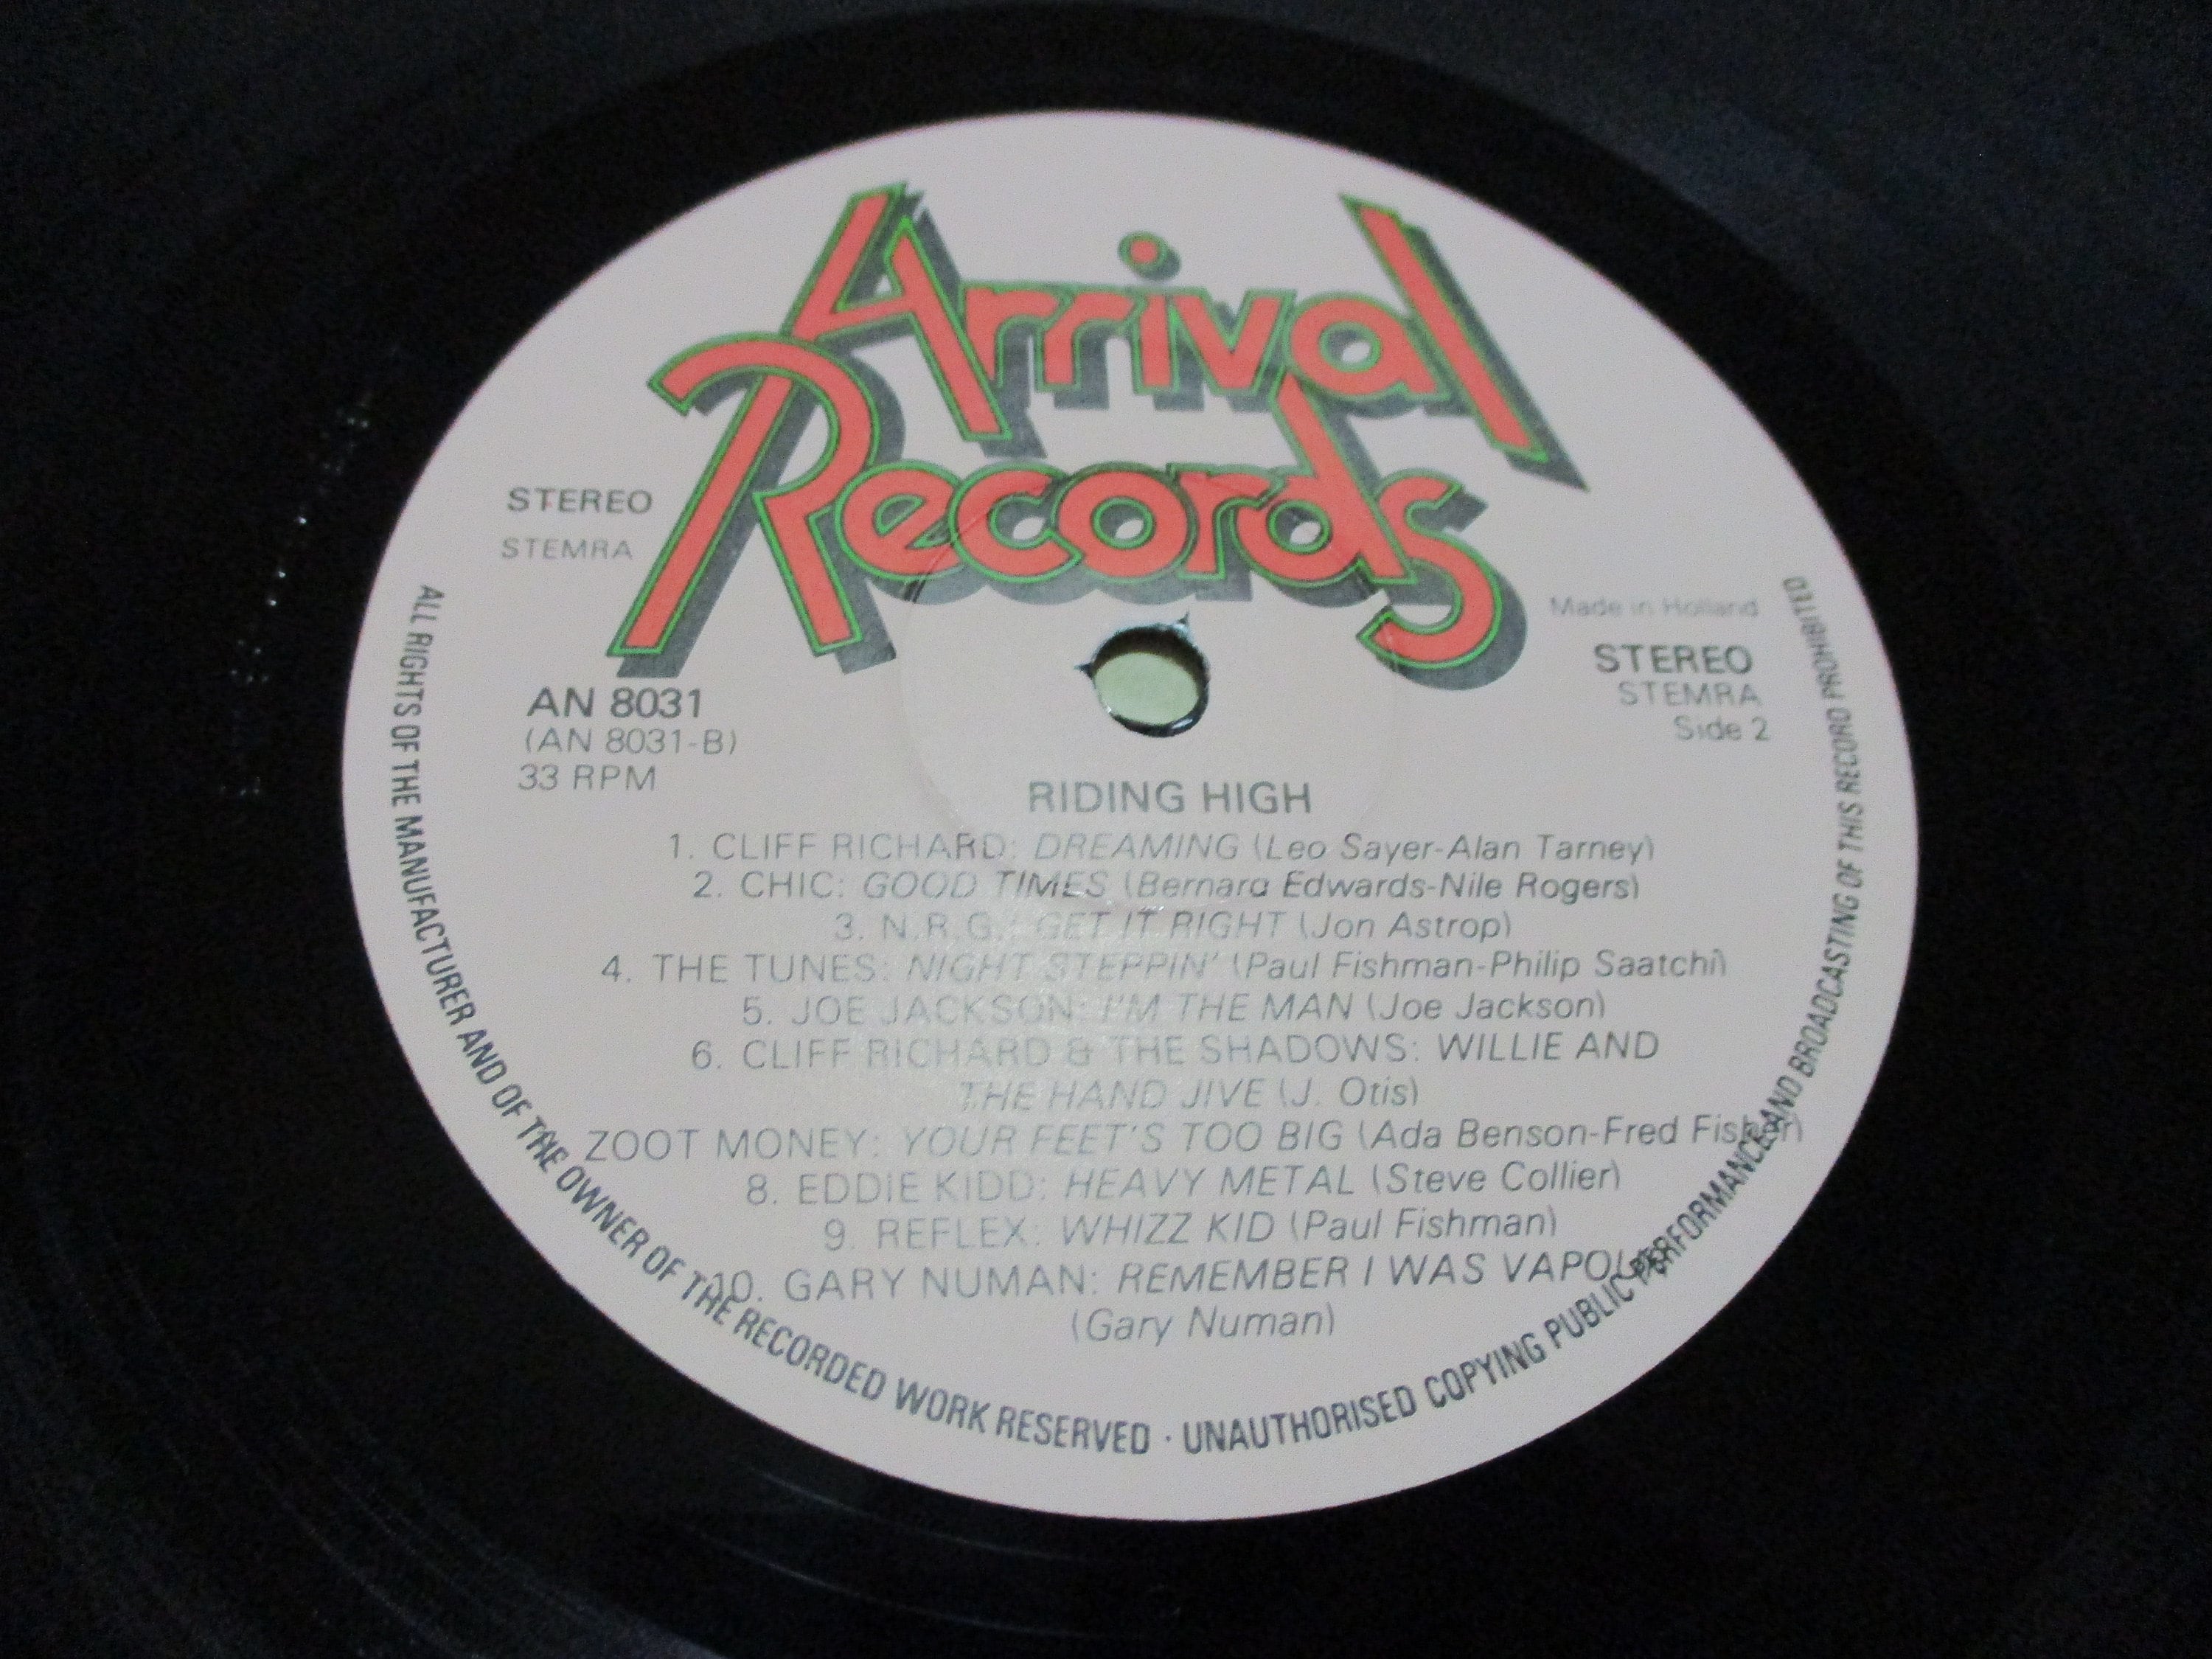 Arrival
Records
STEREO
STEMRA
Made in Holland
STEREO
STEMRA
Side 2
AN 8031
(AN 8031-B)
33 RPM
RIDING HIGH
1. CLIFF RICHARD: DREAMING (Leo Sayer-Alan Tarney)
2. CHIC: GOOD TIMES (Bernard Edwards-Nile Rogers)
3. N.R.G.: GET IT RIGHT (Jon Astrop)
4. THE TUNES: NIGHT STEPPIN' (Paul Fishman-Philip Saatchi)
5. JOE JACKSON: I'M THE MAN (Joe Jackson)
6. CLIFF RICHARD & THE SHADOWS: WILLIE AND
THE HAND JIVE (J. Otis)
ZOOT MONEY: YOUR FEET'S TOO BIG (Ada Benson-Fred
8. EDDIE KIDD: HEAVY METAL (Steve Collier)
9. REFLEX: WHIZZ KID (Paul Fishman)
10. GARY NUMAN: REMEMBER I WAS VAPOUR
(Gary Numan)
ALL RIGHTS OF THE MANUFACTURER AND OF THE OWNER OF THE RECORDED WORK RESERVED · UNAUTHORISED COPYING PUBLIC PERFORMANCE AND BROADCASTING OF THIS RECORD PROHIBITED